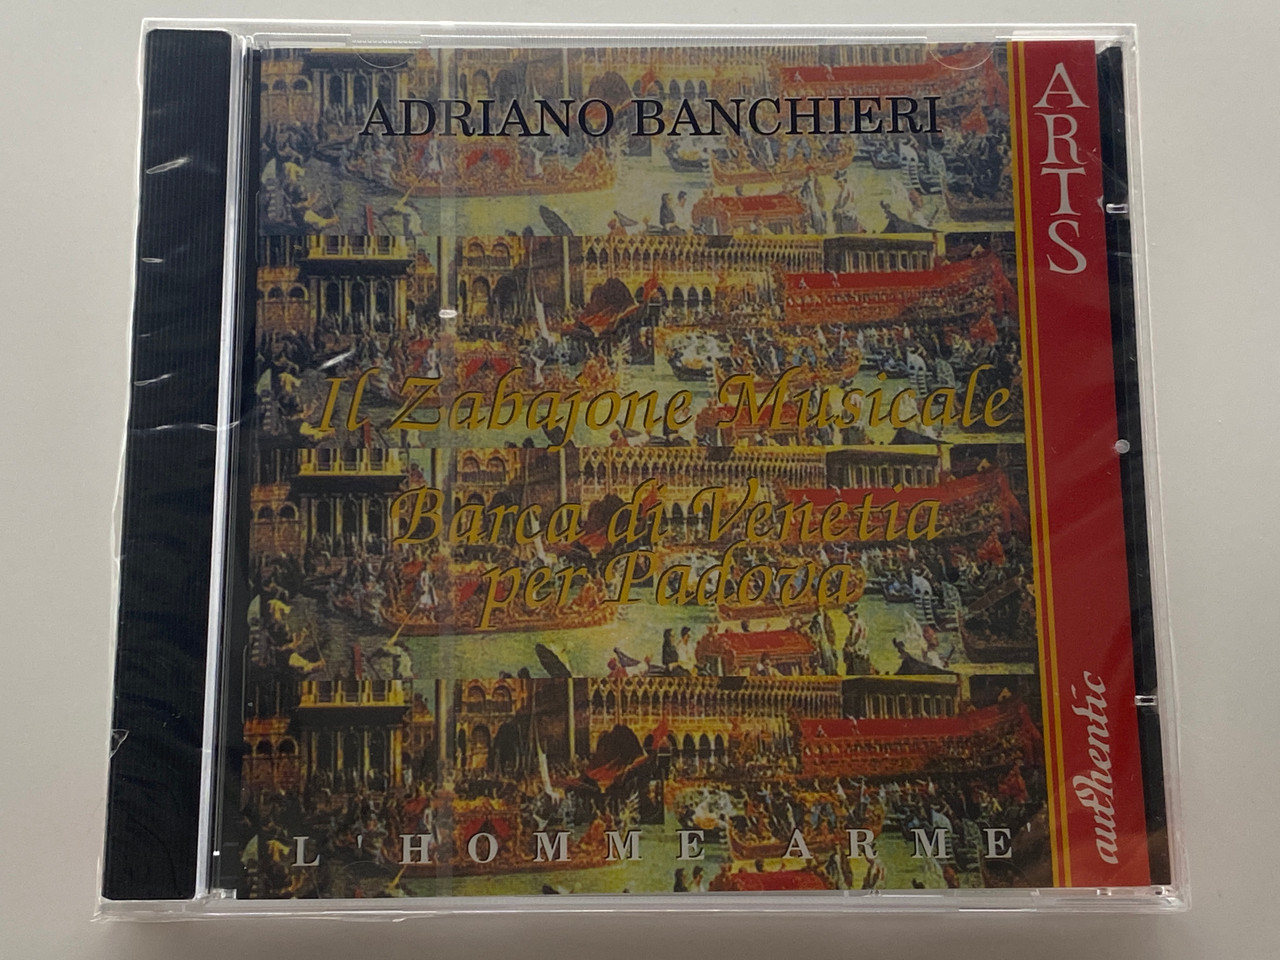 ADRIANO BANCHIERI
Il Zabajone Musicale
Barca di Venetia
per Padova
L'HOMME ARME'
ARTS
authentic